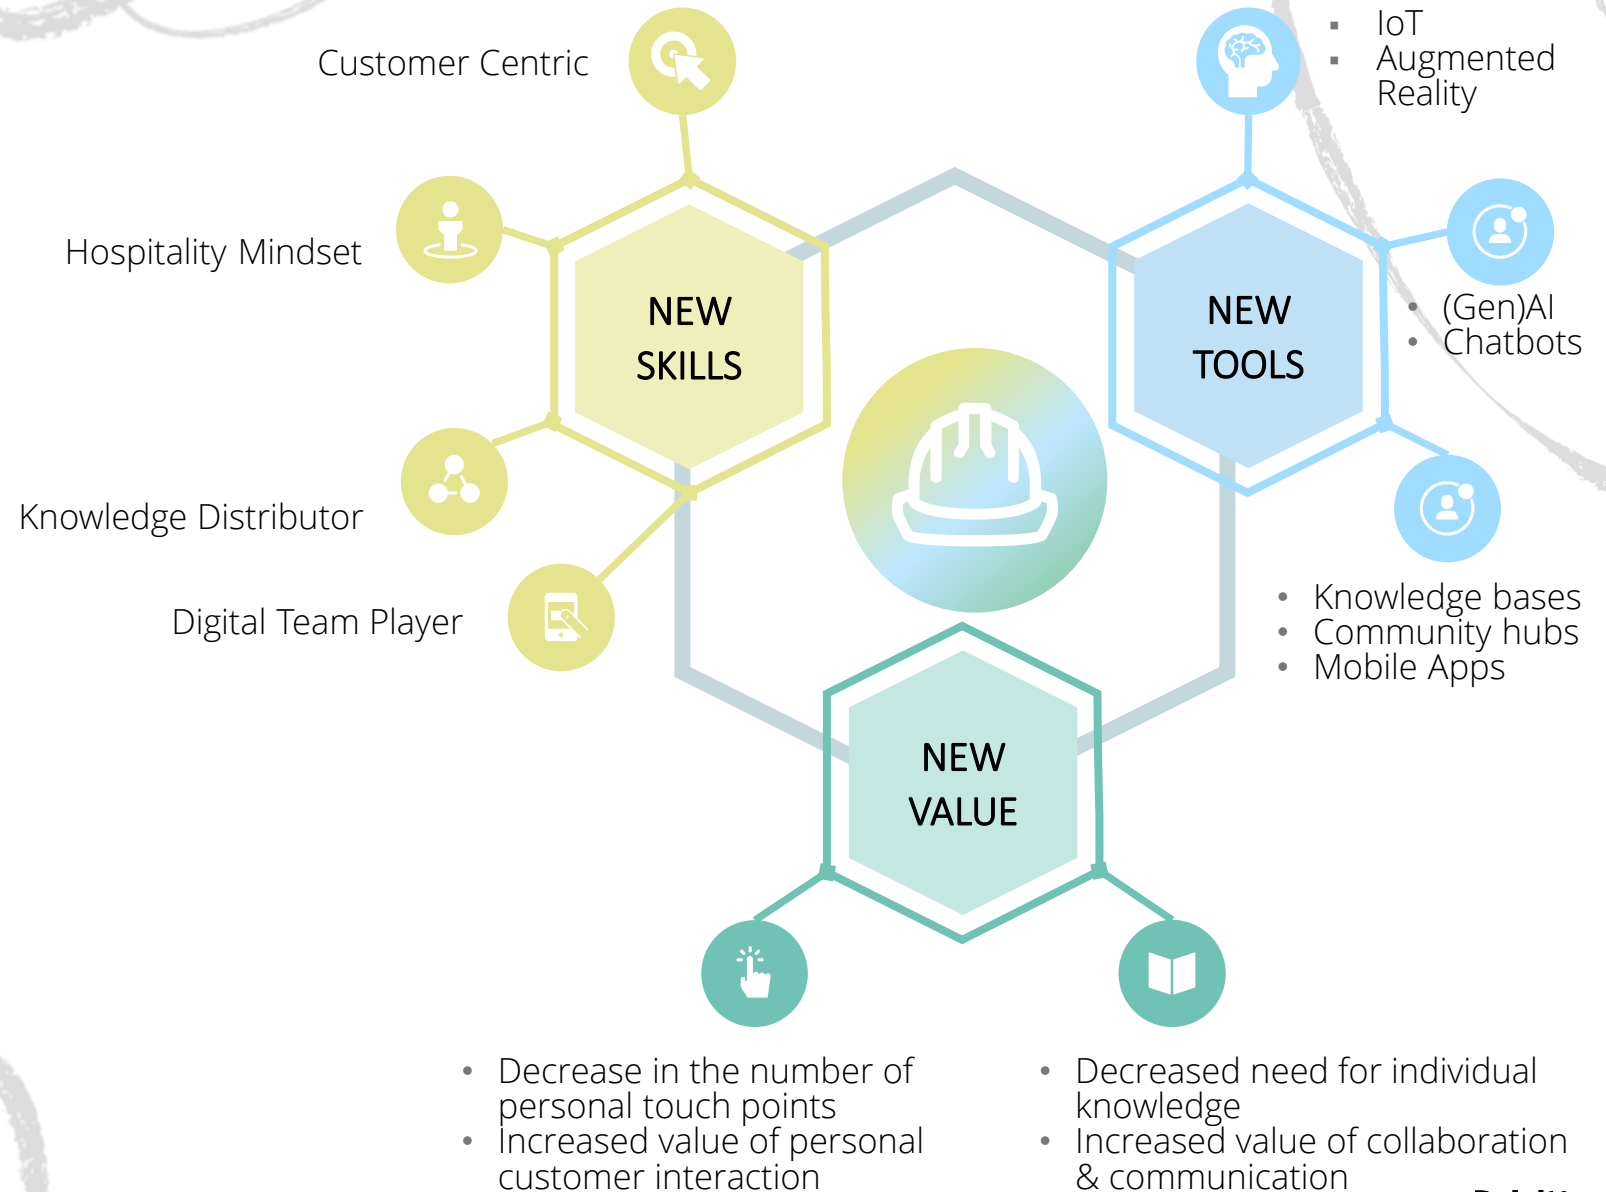 Customer Centric
Hospitality Mindset
Knowledge Distributor
Digital Team Player
NEW
SKILLS
▪ IoT
▪ Augmented
Reality
• (Gen)AI
• Chatbots
NEW
TOOLS
• Knowledge bases
• Community hubs
• Mobile Apps
NEW
VALUE
• Decrease in the number of
personal touch points
• Increased value of personal
customer interaction
• Decreased need for individual
knowledge
• Increased value of collaboration
& communication